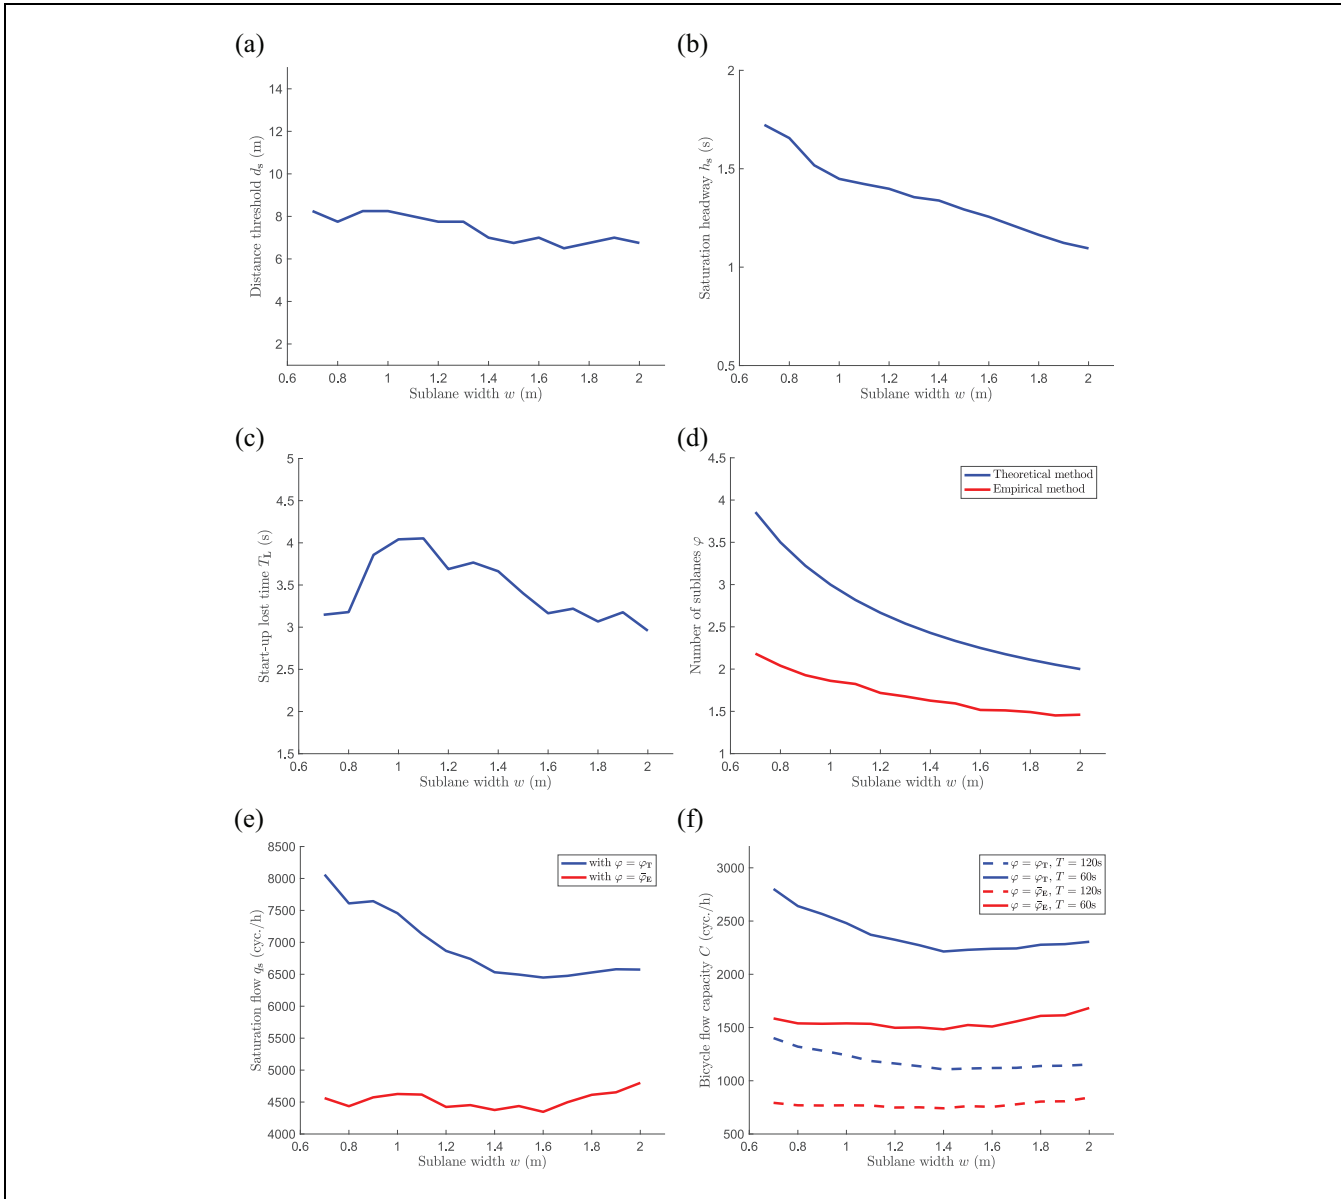 (a)
14
12
10
8
6
4
2
Distance threshold d_s (m)
0.6 0.8 1 1.2 1.4 1.6 1.8 2
Sublane width w (m)
(b)
2
1.5
1
0.5
Saturation headway h_s (s)
0.6 0.8 1 1.2 1.4 1.6 1.8 2
Sublane width w (m)
(c)
5
4.5
4
3.5
3
2.5
2
1.5
Start-up lost time T_L (s)
0.6 0.8 1 1.2 1.4 1.6 1.8 2
Sublane width w (m)
(d)
4.5
4
3.5
3
2.5
2
1.5
1
Number of sublanes φ
Theoretical method
Empirical method
0.6 0.8 1 1.2 1.4 1.6 1.8 2
Sublane width w (m)
(e)
8500
8000
7500
7000
6500
6000
5500
5000
4500
4000
Saturation flow q_s (cyc./h)
with φ = φ_T
with φ = φ̄_E
0.6 0.8 1 1.2 1.4 1.6 1.8 2
Sublane width w (m)
(f)
3000
2500
2000
1500
1000
500
Bicycle flow capacity C (cyc./h)
φ = φ_T, T = 120s
φ = φ_T, T = 60s
φ = φ̄_E, T = 120s
φ = φ̄_E, T = 60s
0.6 0.8 1 1.2 1.4 1.6 1.8 2
Sublane width w (m)